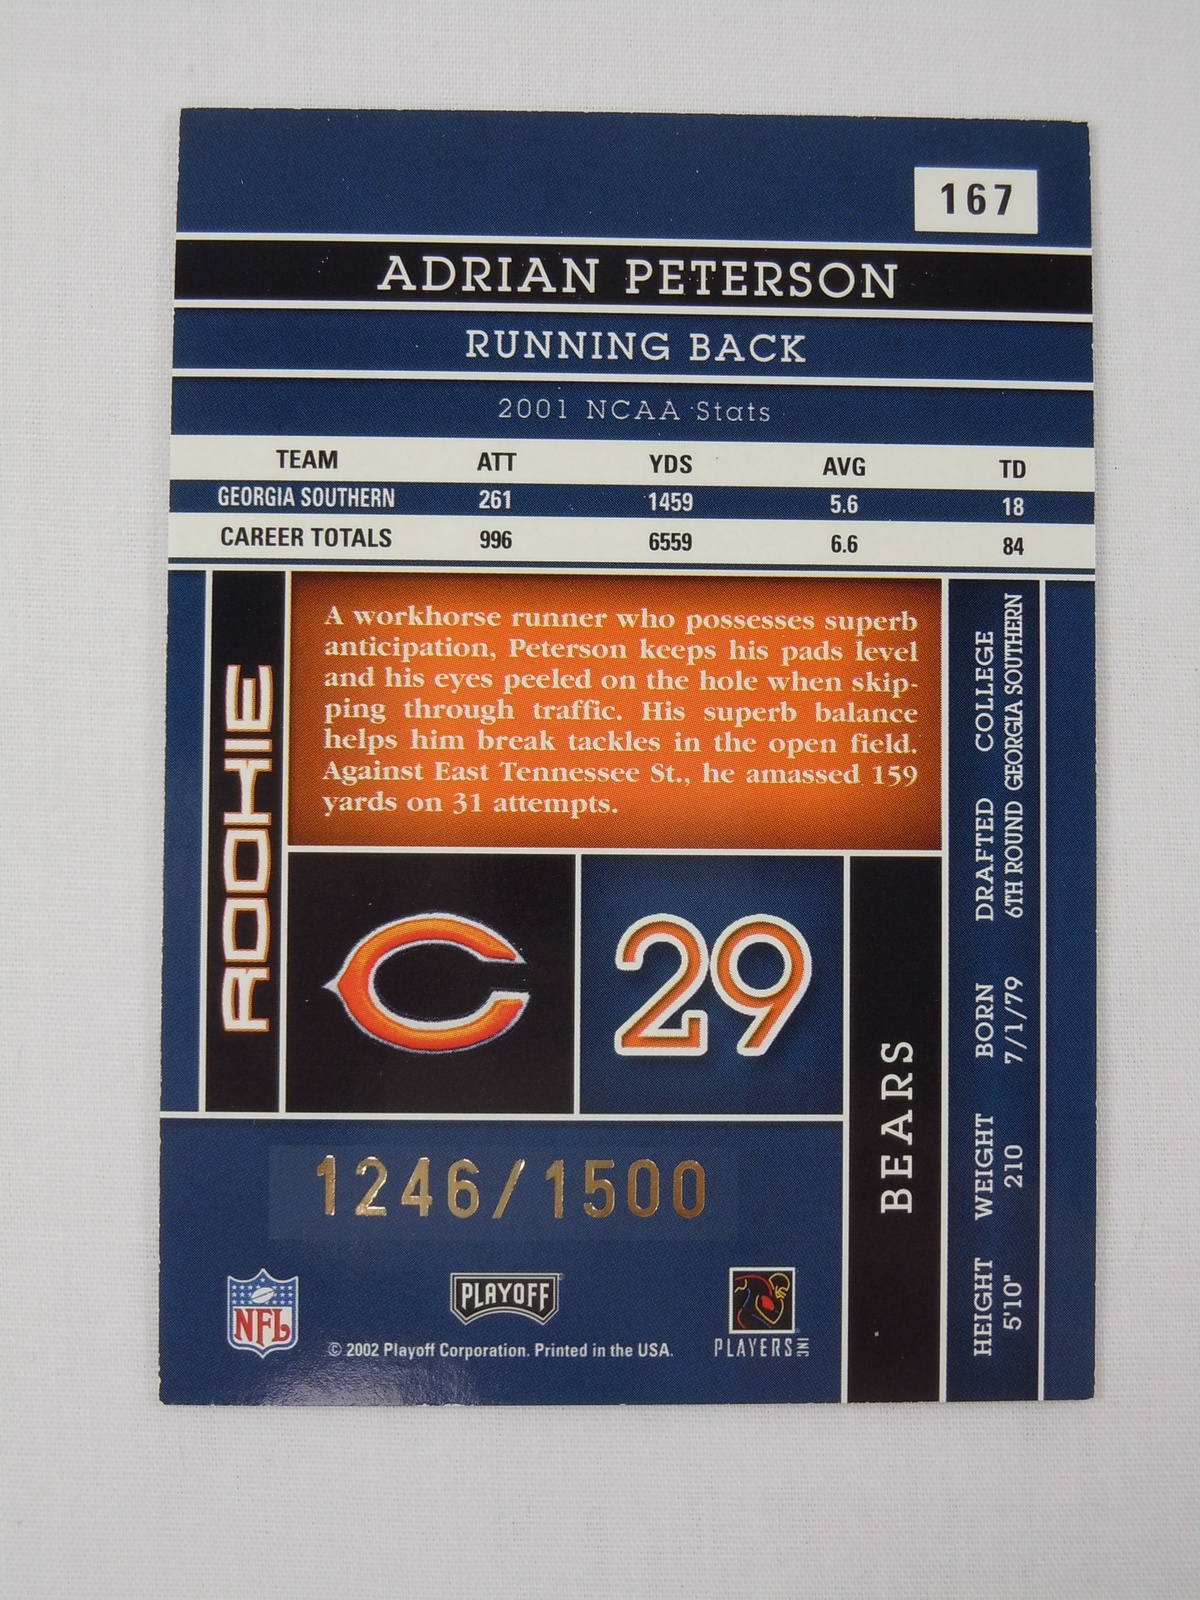 167
ADRIAN PETERSON
RUNNING BACK
2001 NCAA Stats
TEAM ATT YDS AVG TD
GEORGIA SOUTHERN 261 1459 5.6 18
CAREER TOTALS 996 6559 6.6 84
ROOKIE
A workhorse runner who possesses superb
anticipation, Peterson keeps his pads level
and his eyes peeled on the hole when skip-
ping through traffic. His superb balance
helps him break tackles in the open field.
Against East Tennessee St., he amassed 159
yards on 31 attempts.
29
BEARS
HEIGHT WEIGHT BORN DRAFTED COLLEGE
5'10" 210 7/1/79 6TH ROUND GEORGIA SOUTHERN
1246/1500
NFL
PLAYOFF
PLAYERS INC
© 2002 Playoff Corporation. Printed in the USA.